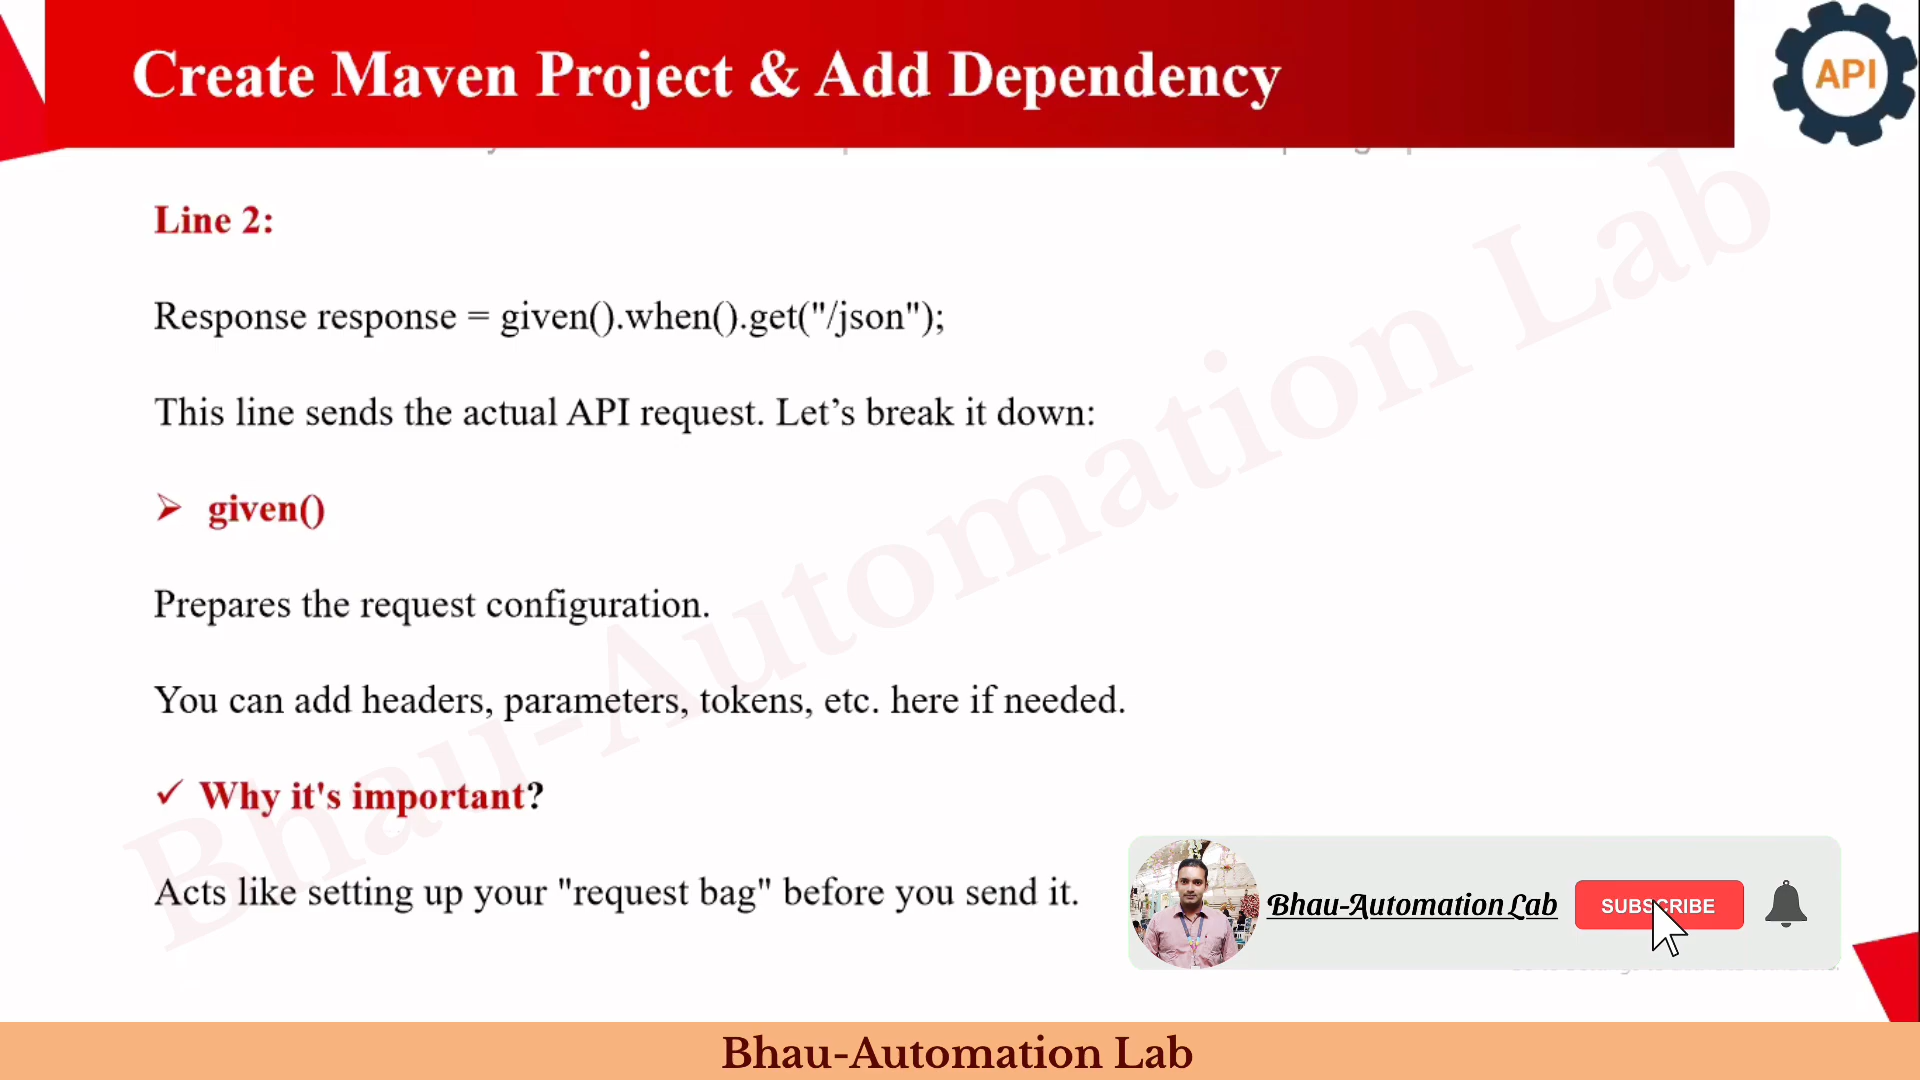 Create Maven Project & Add Dependency
API
Line 2:
Response response = given().when().get("/json");
This line sends the actual API request. Let’s break it down:
➢ given()
Prepares the request configuration.
You can add headers, parameters, tokens, etc. here if needed.
✓ Why it's important?
Acts like setting up your "request bag" before you send it.
Bhau-Automation Lab
Bhau-Automation Lab
SUBSCRIBE
Bhau-Automation Lab